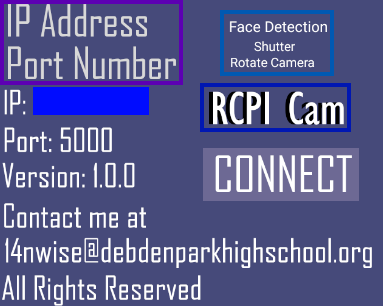 IP Address
Port Number
Face Detection
Shutter
Rotate Camera
IP:
RCPI Cam
Port: 5000
Version: 1.0.0
CONNECT
Contact me at
14nwise@debdenparkhighschool.org
All Rights Reserved